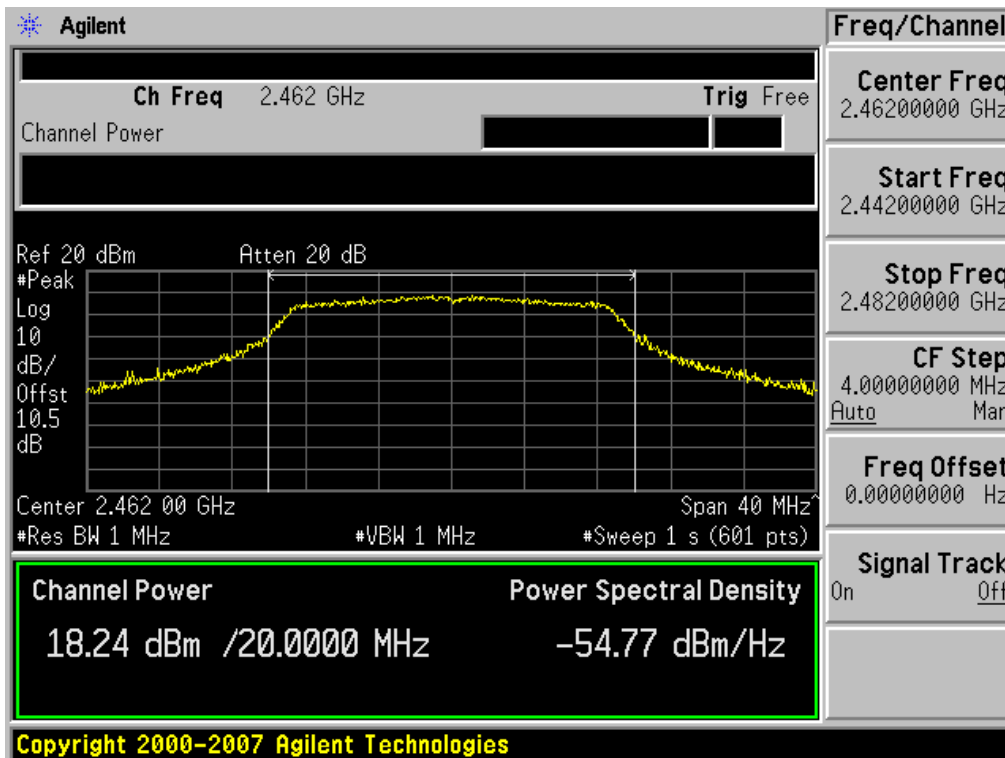 Agilent
Freq/Channel
Ch Freq 2.462 GHz Trig Free
Channel Power
Center Freq
2.46200000 GHz
Start Freq
2.44200000 GHz
Stop Freq
2.48200000 GHz
CF Step
4.00000000 MHz
Auto Man
Freq Offset
0.00000000 Hz
Signal Track
On Off
Ref 20 dBm Atten 20 dB
#Peak
Log
10
dB/
Offst
10.5
dB
Center 2.462 00 GHz Span 40 MHz^
#Res BW 1 MHz #VBW 1 MHz #Sweep 1 s (601 pts)
Channel Power Power Spectral Density
18.24 dBm /20.0000 MHz -54.77 dBm/Hz
Copyright 2000-2007 Agilent Technologies